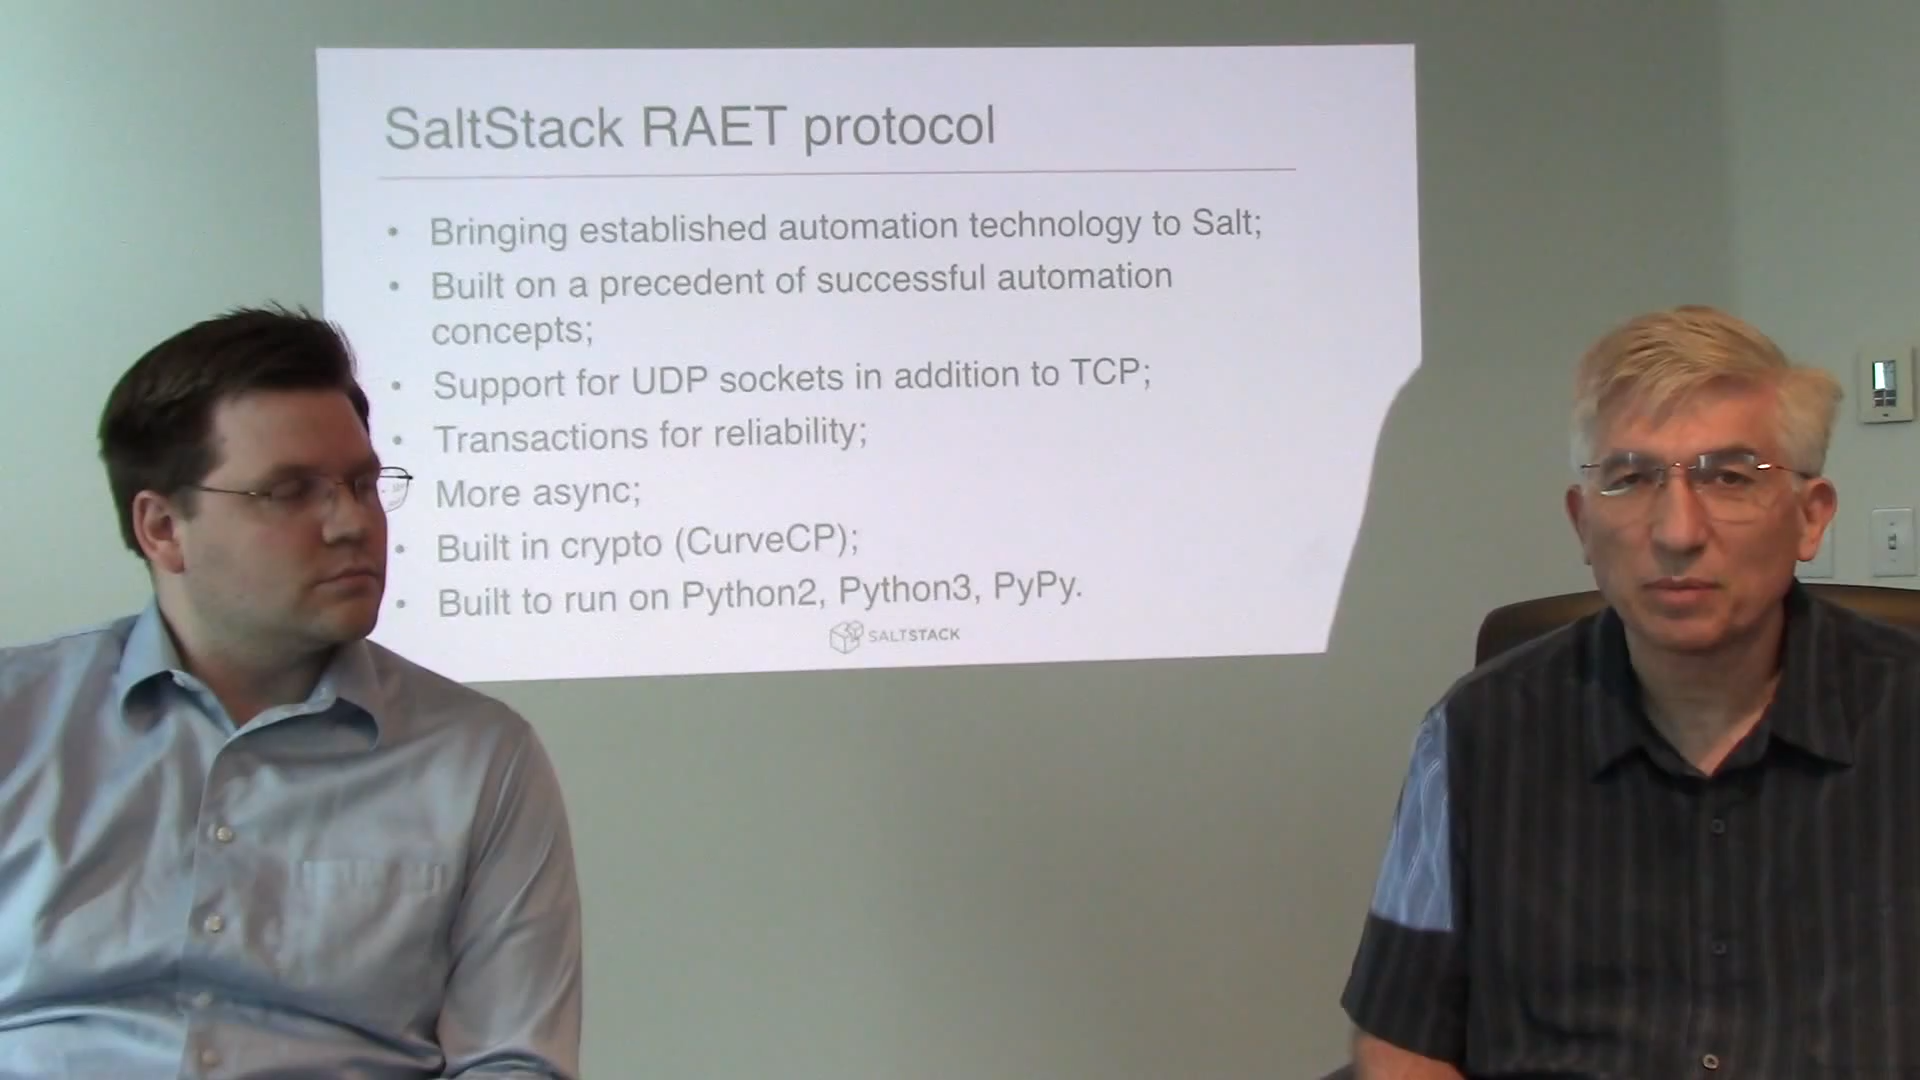 SaltStack RAET protocol
• Bringing established automation technology to Salt;
• Built on a precedent of successful automation
concepts;
• Support for UDP sockets in addition to TCP;
• Transactions for reliability;
More async;
• Built in crypto (CurveCP);
• Built to run on Python2, Python3, PyPy.
SALTSTACK